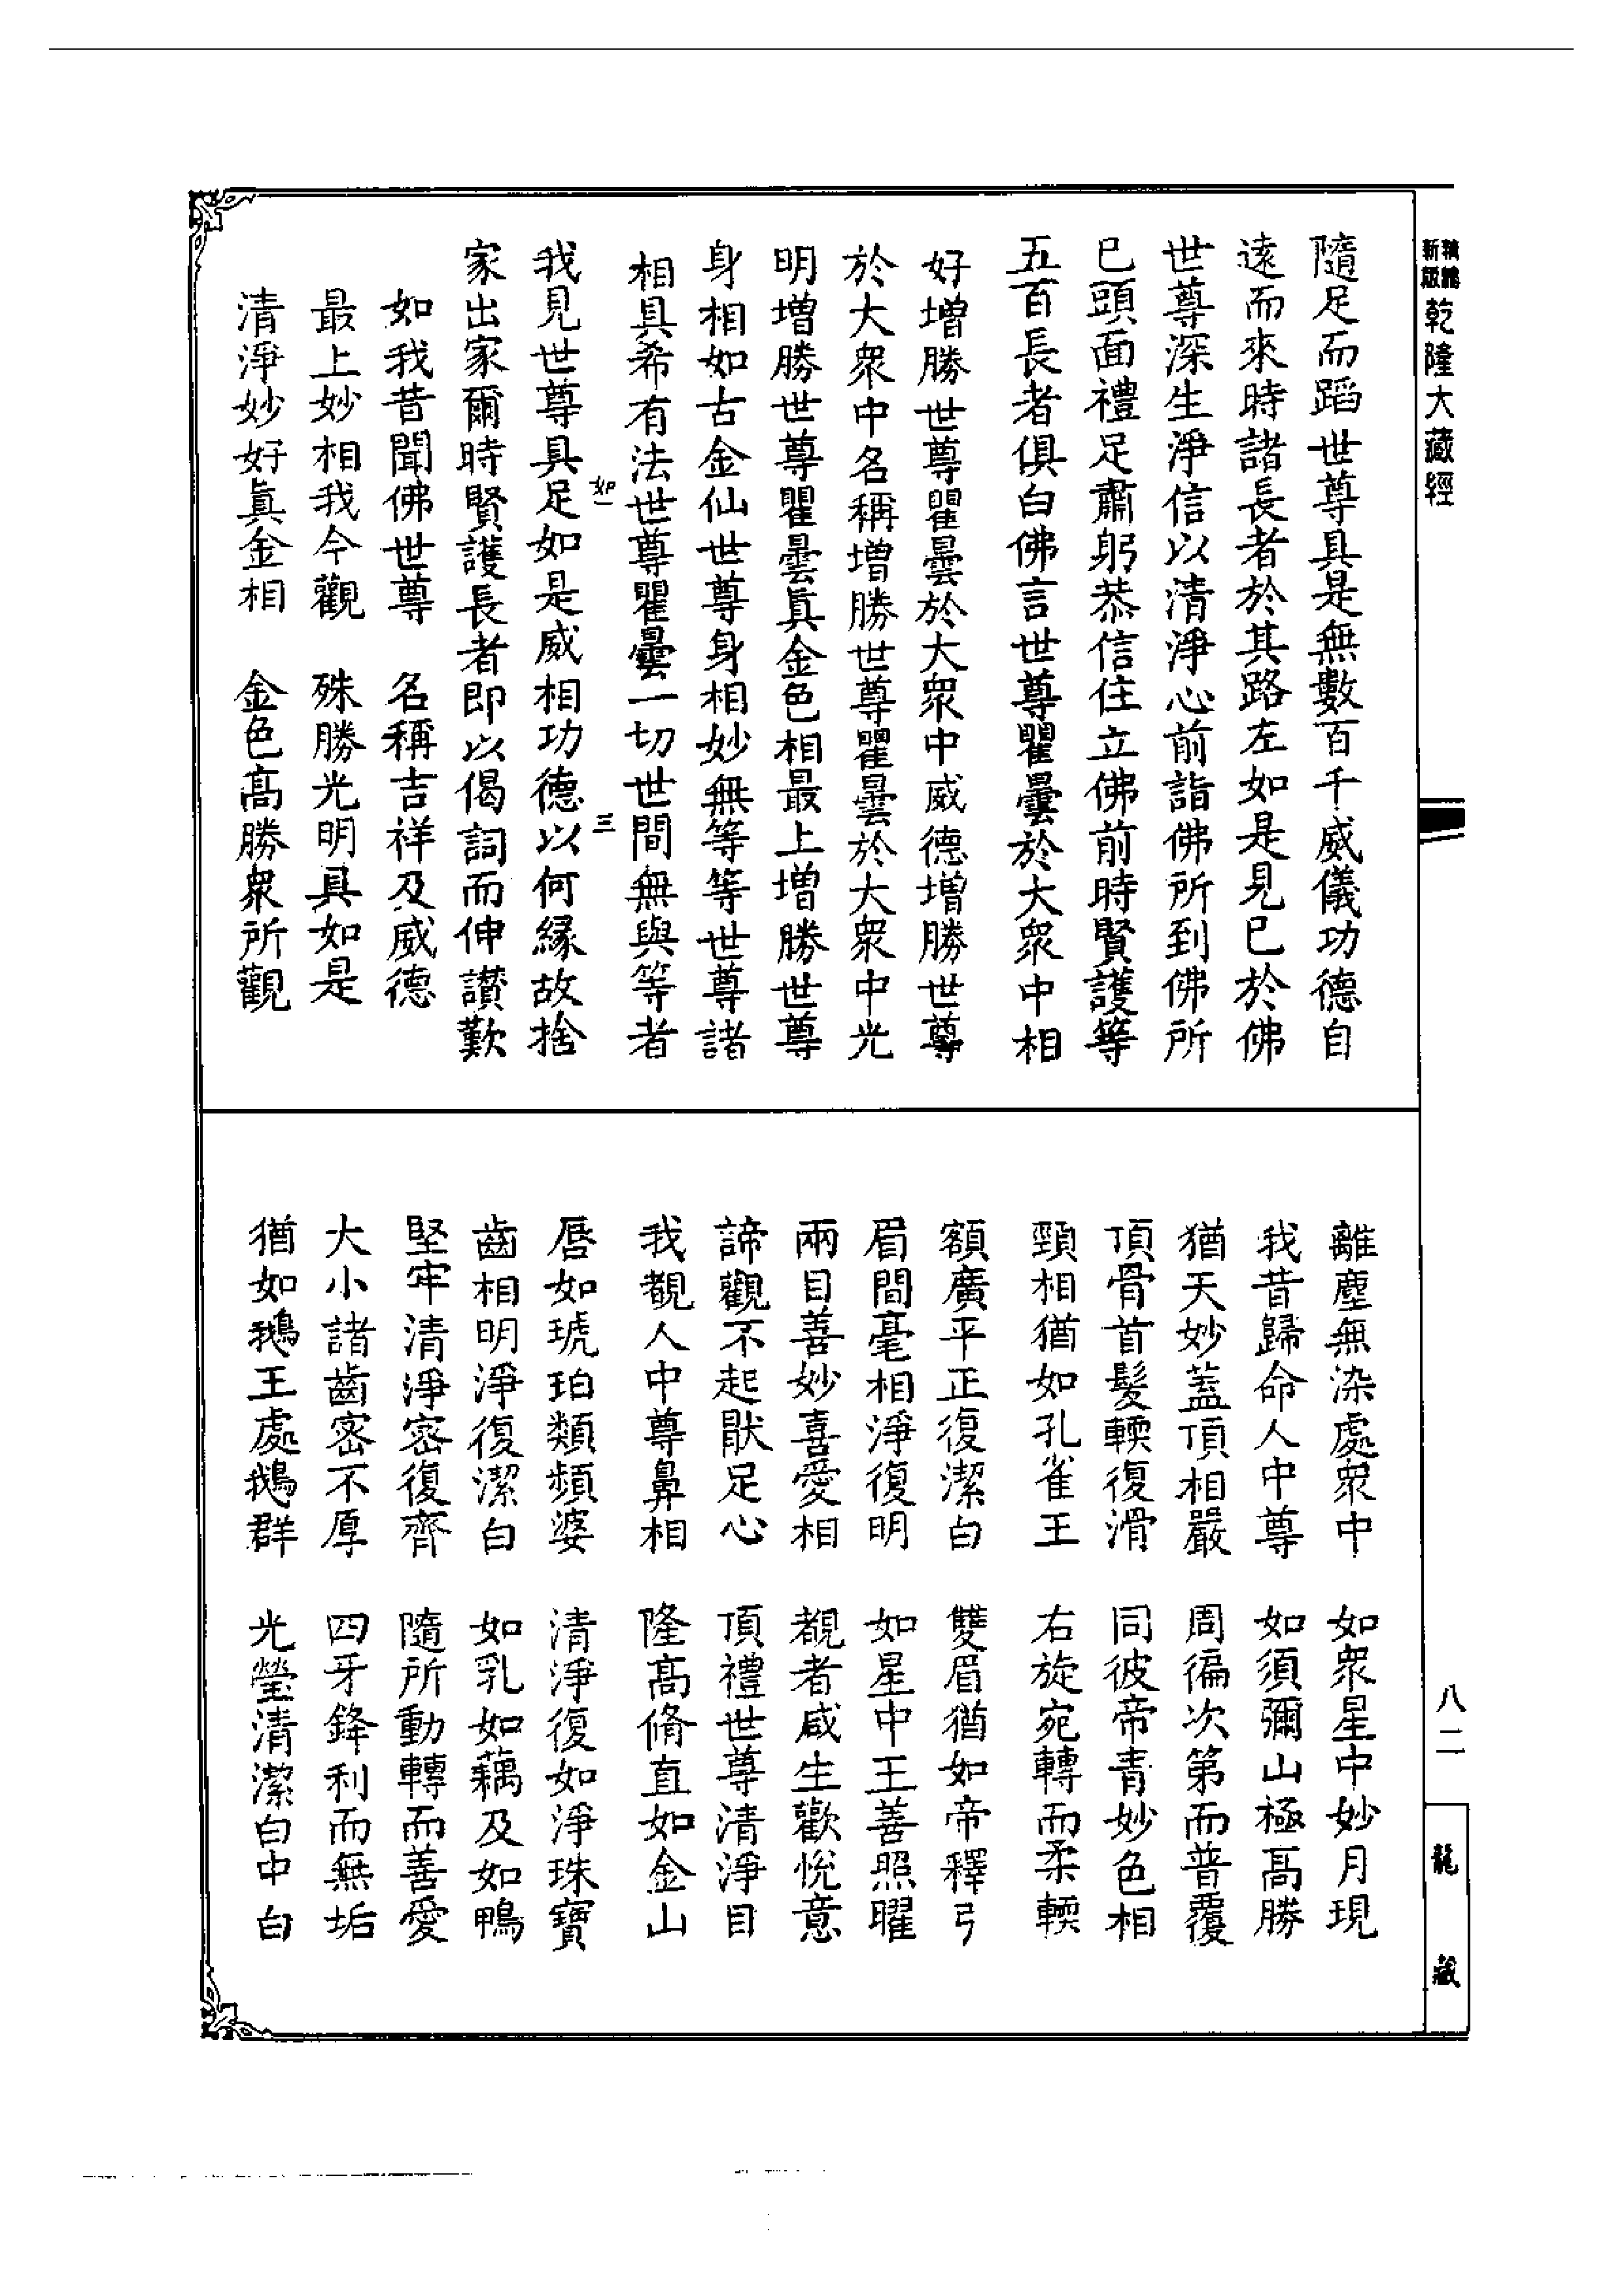 新版
精縮
乾隆大藏經
隨足而蹈世尊具是無數百千威儀功德自
遠而來時諸長者於其路左如是見已於佛
世尊深生淨信以清淨心前詣佛所到佛所
已頭面禮足肅躬恭信住立佛前時賢護等
五百長者俱白佛言世尊瞿曇於大衆中相
好增勝世尊瞿曇於大衆中威德增勝世尊
於大衆中名稱增勝世尊瞿曇於大衆中光
明增勝世尊瞿曇真金色相最上增勝世尊
身相如古金仙世尊身相妙無等等世尊諸
相具希有法世尊瞿曇一切世間無與等者
如一
三
我見世尊具足如是威相功德以何縁故捨
家出家爾時賢護長者即以偈詞而伸讃歎
如我昔聞佛世尊 名稱吉祥及威德
最上妙相我今觀 殊勝光明具如是
清淨妙好真金相 金色高勝衆所觀
離塵無染處衆中 如衆星中妙月現
我昔歸命人中尊 如須彌山極高勝
猶天妙蓋頂相嚴 周徧次第而普覆
頂骨首髮輭復滑 同彼帝青妙色相
頸相猶如孔雀王 右旋宛轉而柔輭
額廣平正復潔白 雙眉猶如帝釋弓
眉間毫相淨復明 如星中王善照曜
兩目善妙喜愛相 覩者咸生歡悅意
諦觀不起猒足心 頂禮世尊清淨目
我覩人中尊鼻相 隆高脩直如金山
唇如琥珀類頻婆 清淨復如淨珠寶
齒相明淨復潔白 如乳如藕及如鴨
堅牢清淨密復齊 隨所動轉而善愛
大小諸齒密不厚 四牙鋒利而無垢
猶如鵝王處鵝群 光瑩清潔白中白
八二
龍藏